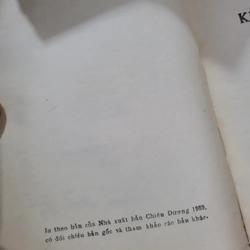 K
In theo bản của Nhà xuất bản Chiêu Dương 1969,
có đối chiếu bản gốc và tham khảo các bản khác.